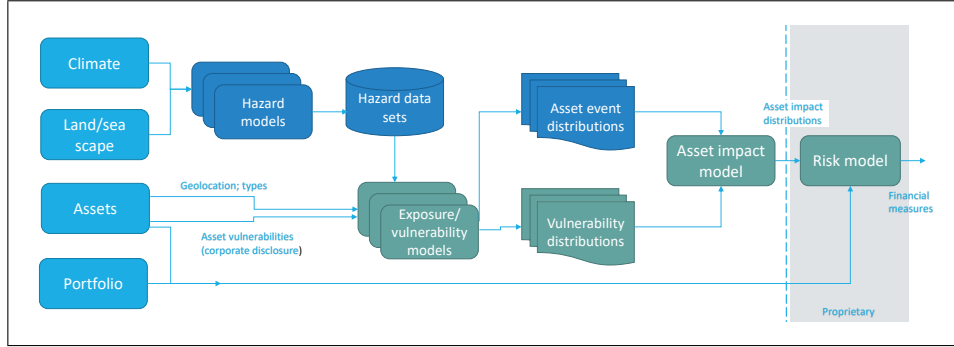 Climate
Land/sea
scape
Hazard
models
Hazard data
sets
Asset event
distributions
Asset impact
distributions
Asset impact
model
Risk model
Assets
Geolocation; types
Asset vulnerabilities
(corporate disclosure)
Exposure/
vulnerability
models
Vulnerability
distributions
Financial
measures
Portfolio
Proprietary